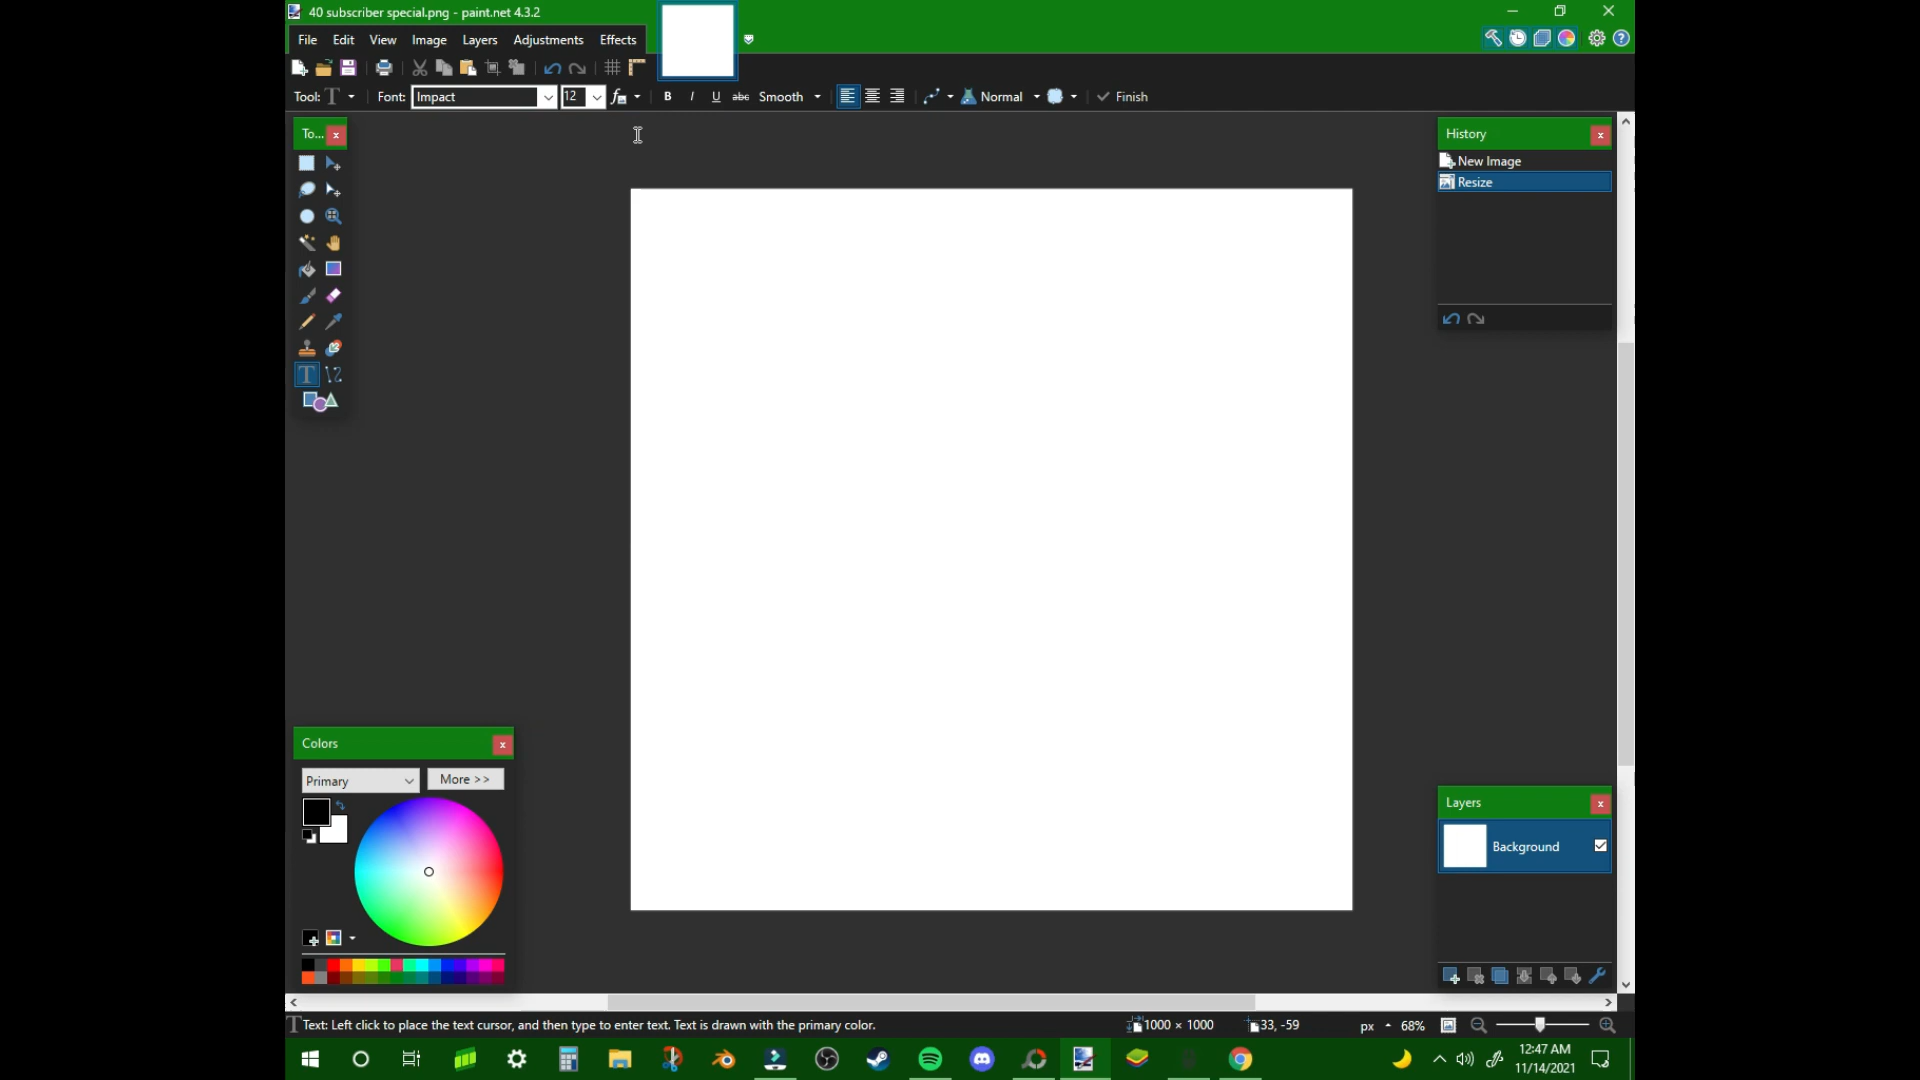 40 subscriber special.png - paint.net 4.3.2
File Edit View Image Layers Adjustments Effects
Tool: T Font: Impact 12 fx B I U abc Smooth Normal Finish
To...
T
History
New Image
Resize
Colors
Primary
More >>
Layers
Background
Text: Left click to place the text cursor, and then type to enter text. Text is drawn with the primary color.
1000 × 1000
33, -59
px
68%
12:47 AM
11/14/2021